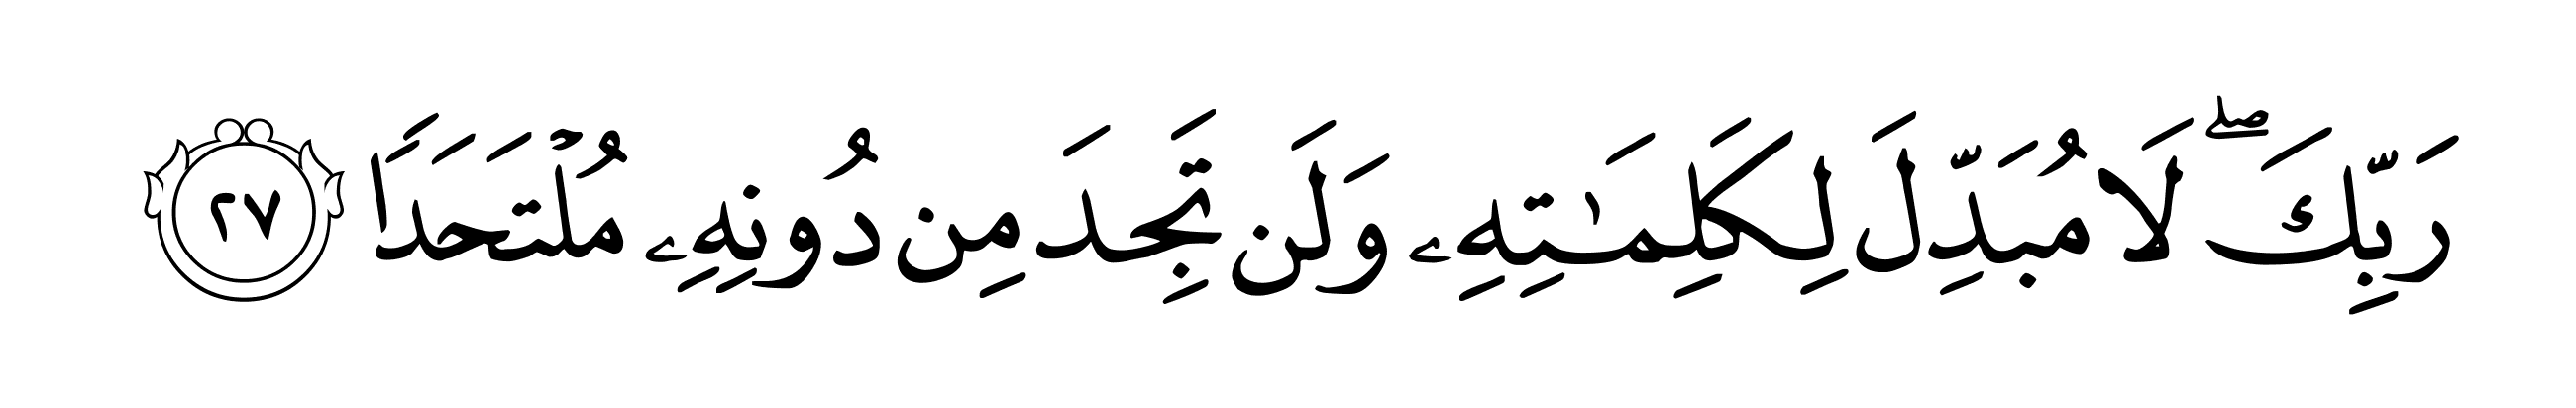 رَبِّكَۖ لَا مُبَدِّلَ لِكَلِمَٰتِهِۦ وَلَن تَجِدَ مِن دُونِهِۦ مُلْتَحَدًا ٢٧